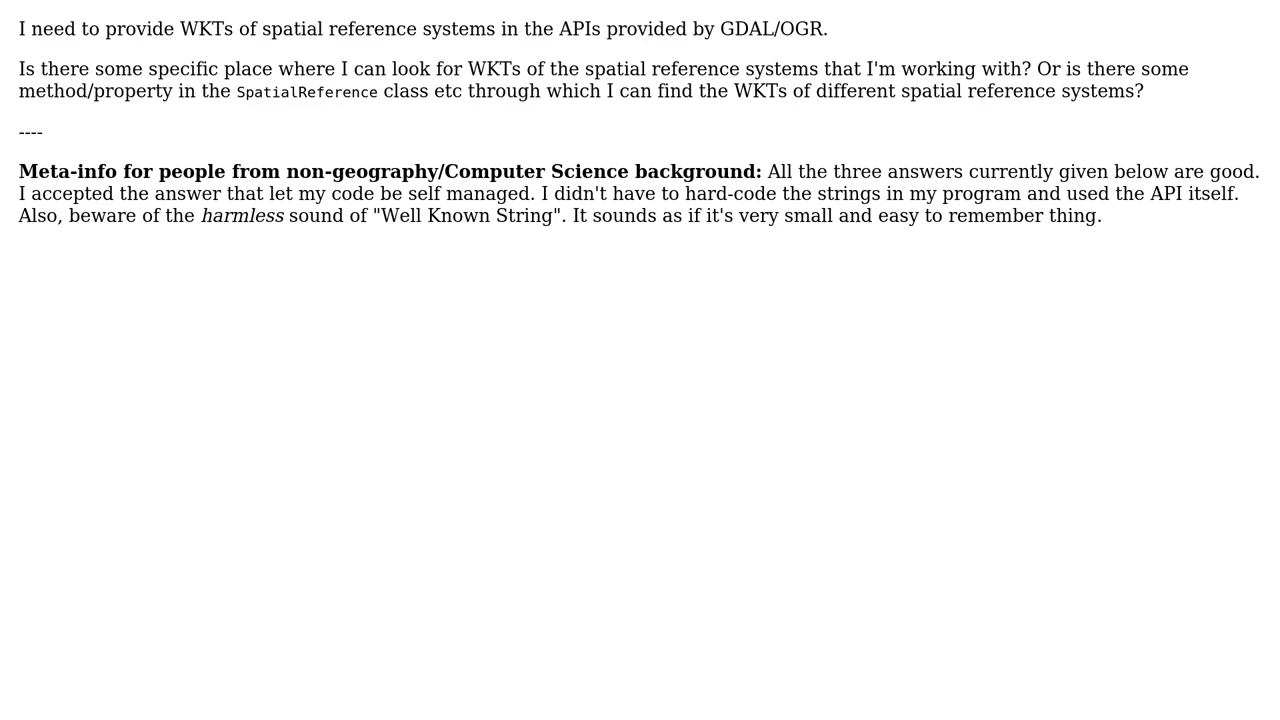 I need to provide WKTs of spatial reference systems in the APIs provided by GDAL/OGR.
Is there some specific place where I can look for WKTs of the spatial reference systems that I'm working with? Or is there some
method/property in the SpatialReference class etc through which I can find the WKTs of different spatial reference systems?
----
Meta-info for people from non-geography/Computer Science background: All the three answers currently given below are good.
I accepted the answer that let my code be self managed. I didn't have to hard-code the strings in my program and used the API itself.
Also, beware of the harmless sound of "Well Known String". It sounds as if it's very small and easy to remember thing.